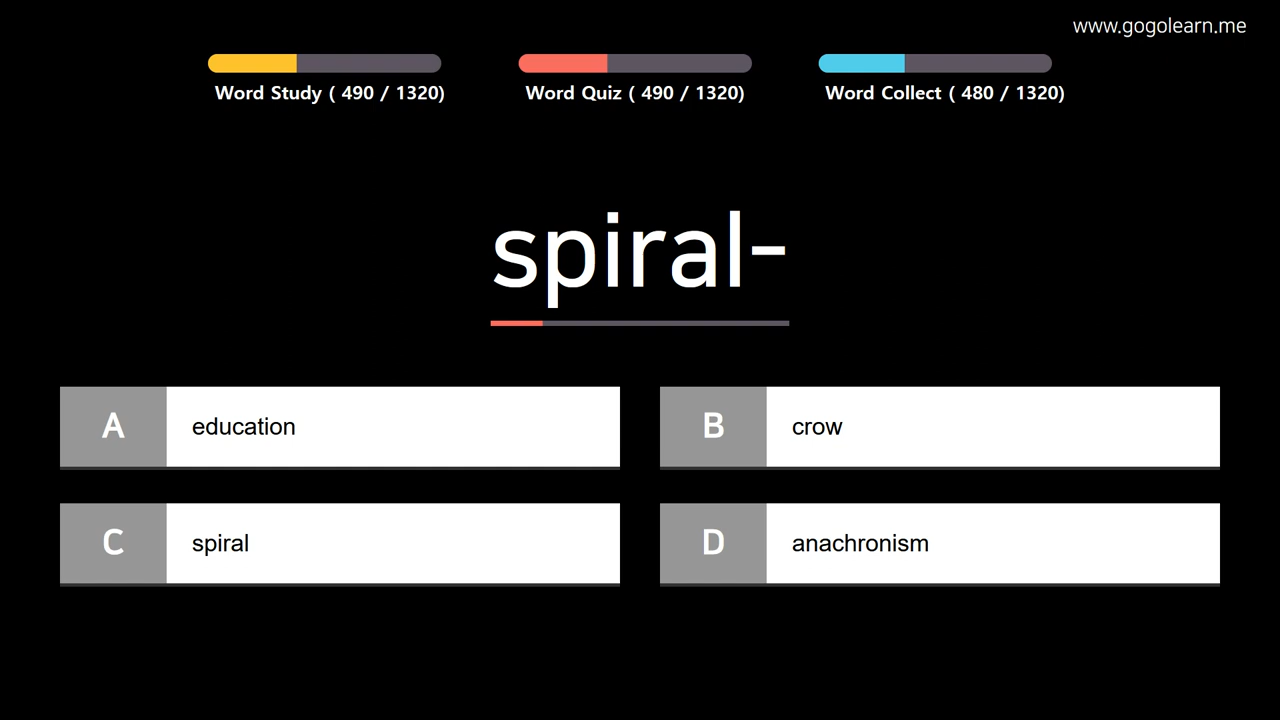 www.gogolearn.me
Word Study ( 490 / 1320)
Word Quiz ( 490 / 1320)
Word Collect ( 480 / 1320)
spiral-
A education
B crow
C spiral
D anachronism